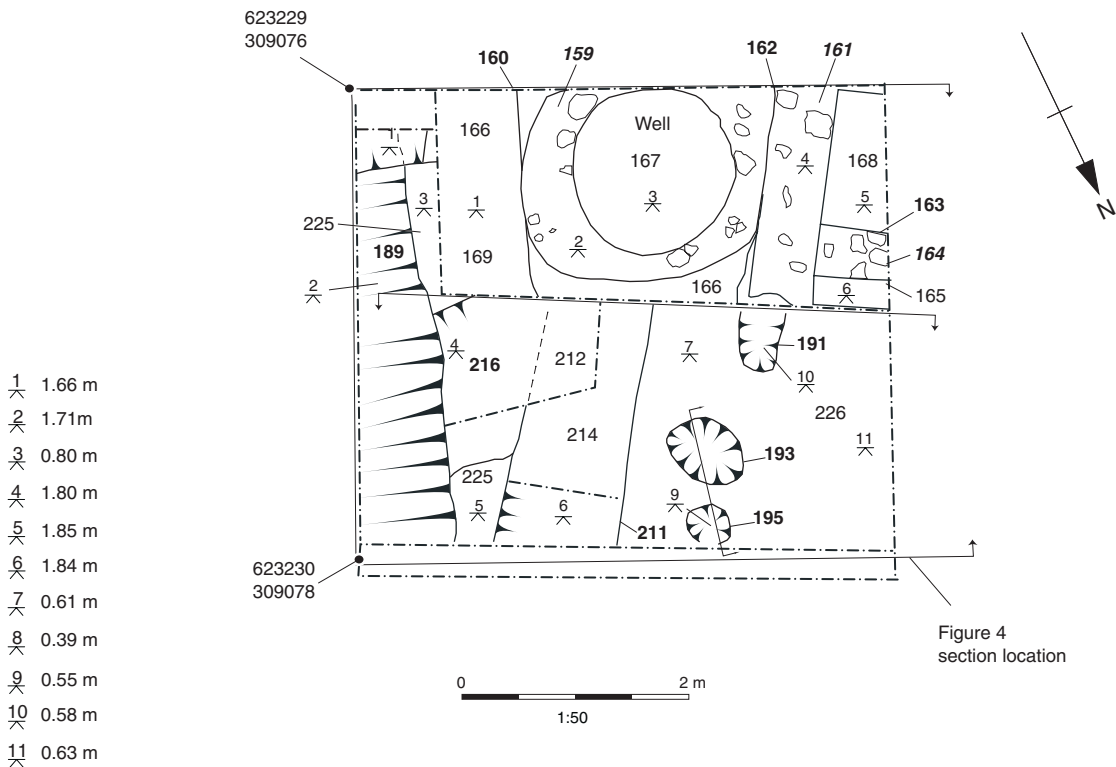 623229
309076
160
159
162
161
1
166
Well
167
168
4
3
1
3
5
163
225
189
169
2
164
2
166
6
165
4
216
212
7
191
10
226
11
214
193
225
5
6
9
195
211
623230
309078
N
1 1.66 m
2 1.71m
3 0.80 m
4 1.80 m
5 1.85 m
6 1.84 m
7 0.61 m
8 0.39 m
9 0.55 m
10 0.58 m
11 0.63 m
Figure 4
section location
0 2 m
1:50